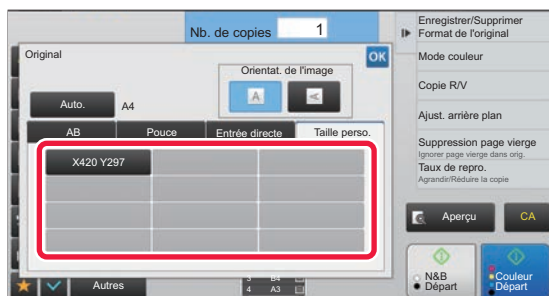 Nb. de copies 1
Original
OK
Orientat. de l'image
A
A
Auto. A4
AB Pouce Entrée directe Taille perso.
X420 Y297
Autres
3 B4
4 A3
Enregistrer/Supprimer
Format de l'original
Mode couleur
Copie R/V
Ajust. arrière plan
Suppression page vierge
Ignorer page vierge dans orig.
Taux de repro.
Agrandir/Réduire la copie
Aperçu CA
N&B
Départ
Couleur
Départ